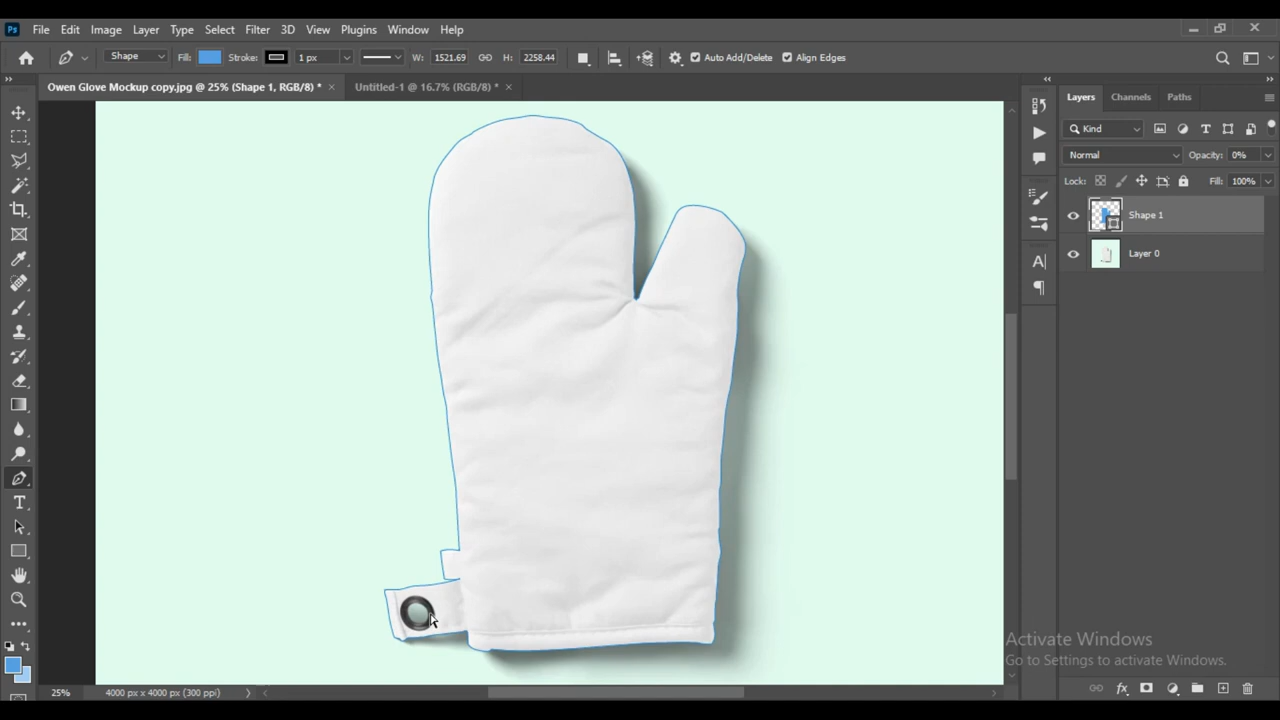 Ps File Edit Image Layer Type Select Filter 3D View Plugins Window Help
Shape Fill: Stroke: 1 px W: 1521.69 H: 2258.44 Auto Add/Delete Align Edges
Owen Glove Mockup copy.jpg @ 25% (Shape 1, RGB/8) * × Untitled-1 @ 16.7% (RGB/8) * ×
Layers Channels Paths
Kind
Normal Opacity: 0%
Lock: Fill: 100%
Shape 1
Layer 0
Activate Windows
Go to Settings to activate Windows.
25% 4000 px x 4000 px (300 ppi)